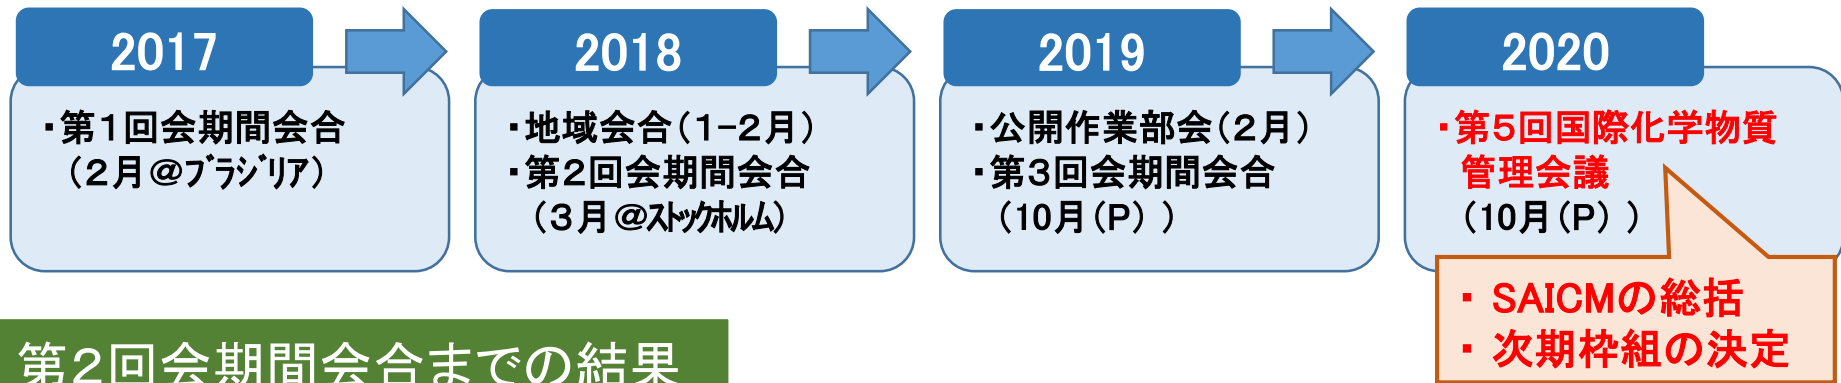 2017
・第１回会期間会合
（２月＠ﾌﾞﾗｼﾞﾘｱ）
2018
・地域会合（１-２月）
・第２回会期間会合
（３月＠ｽﾄｯｸﾎﾙﾑ）
2019
・公開作業部会（２月）
・第３回会期間会合
（10月（P））
2020
・第５回国際化学物質
管理会議
（10月（P））
・ SAICMの総括
・ 次期枠組の決定
第２回会期間会合までの結果